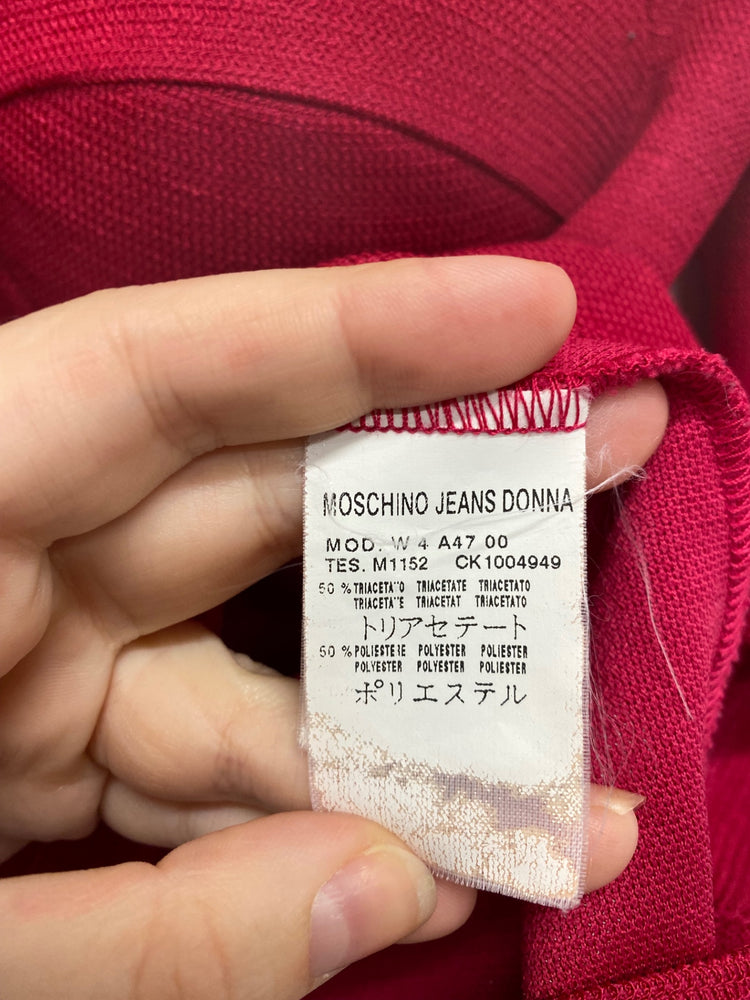 MOSCHINO JEANS DONNA
MOD. W 4 A47 00
TES. M1152 CK1004949
50 % TRIACETATO TRIACETATE TRIACETATO
TRIACETATE TRIACETAT TRIACETATO
トリアセテート
50 % POLIESTERE POLYESTER POLIESTER
POLYESTER POLYESTER POLIESTER
ポリエステル